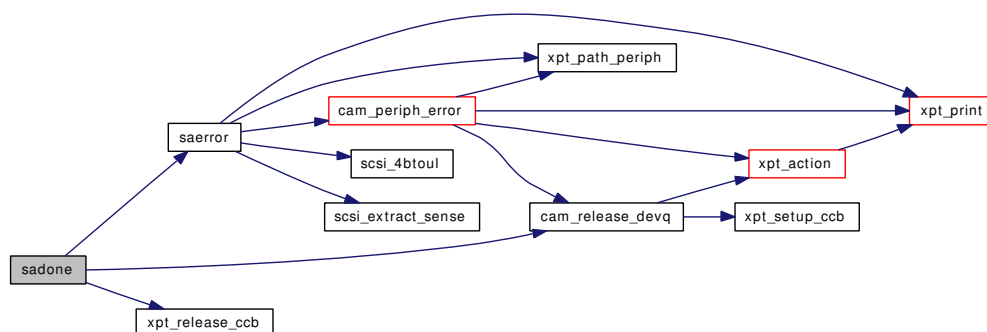 xpt_path_periph
cam_periph_error
xpt_print
saerror
scsi_4btoul
xpt_action
scsi_extract_sense
cam_release_devq
xpt_setup_ccb
sadone
xpt_release_ccb